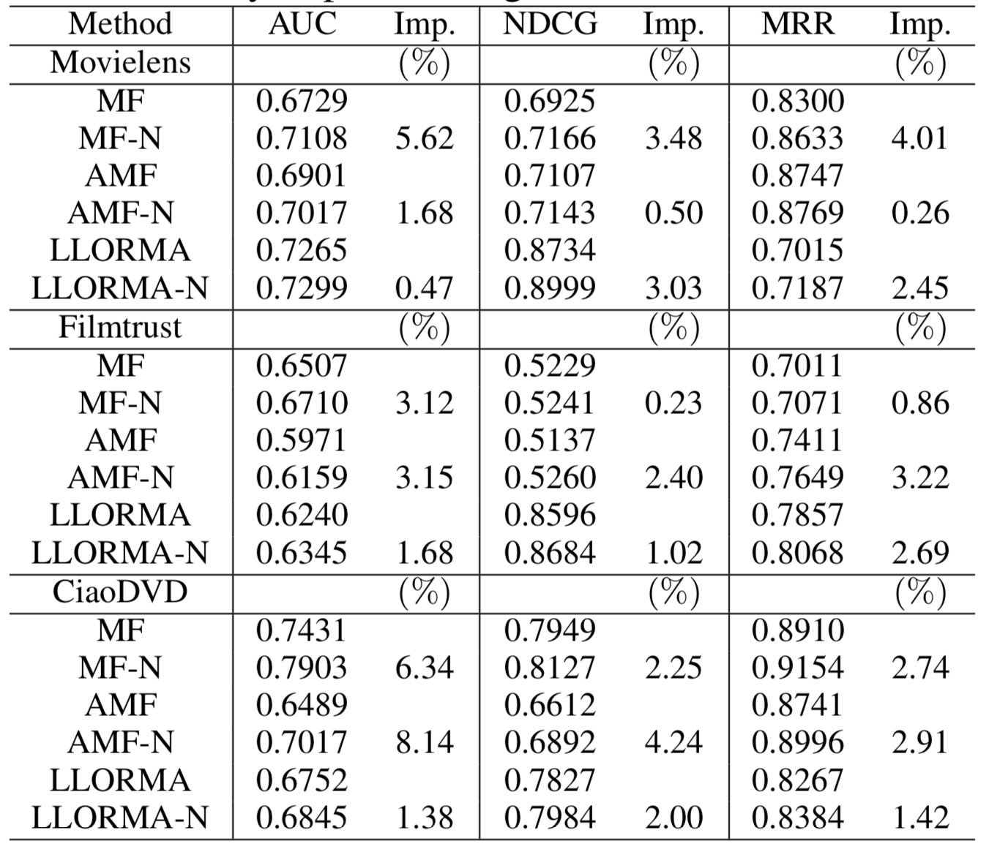 Method AUC Imp. NDCG Imp. MRR Imp.
Movielens (%) (%) (%)
MF 0.6729 0.6925 0.8300
MF-N 0.7108 5.62 0.7166 3.48 0.8633 4.01
AMF 0.6901 0.7107 0.8747
AMF-N 0.7017 1.68 0.7143 0.50 0.8769 0.26
LLORMA 0.7265 0.8734 0.7015
LLORMA-N 0.7299 0.47 0.8999 3.03 0.7187 2.45
Filmtrust (%) (%) (%)
MF 0.6507 0.5229 0.7011
MF-N 0.6710 3.12 0.5241 0.23 0.7071 0.86
AMF 0.5971 0.5137 0.7411
AMF-N 0.6159 3.15 0.5260 2.40 0.7649 3.22
LLORMA 0.6240 0.8596 0.7857
LLORMA-N 0.6345 1.68 0.8684 1.02 0.8068 2.69
CiaoDVD (%) (%) (%)
MF 0.7431 0.7949 0.8910
MF-N 0.7903 6.34 0.8127 2.25 0.9154 2.74
AMF 0.6489 0.6612 0.8741
AMF-N 0.7017 8.14 0.6892 4.24 0.8996 2.91
LLORMA 0.6752 0.7827 0.8267
LLORMA-N 0.6845 1.38 0.7984 2.00 0.8384 1.42